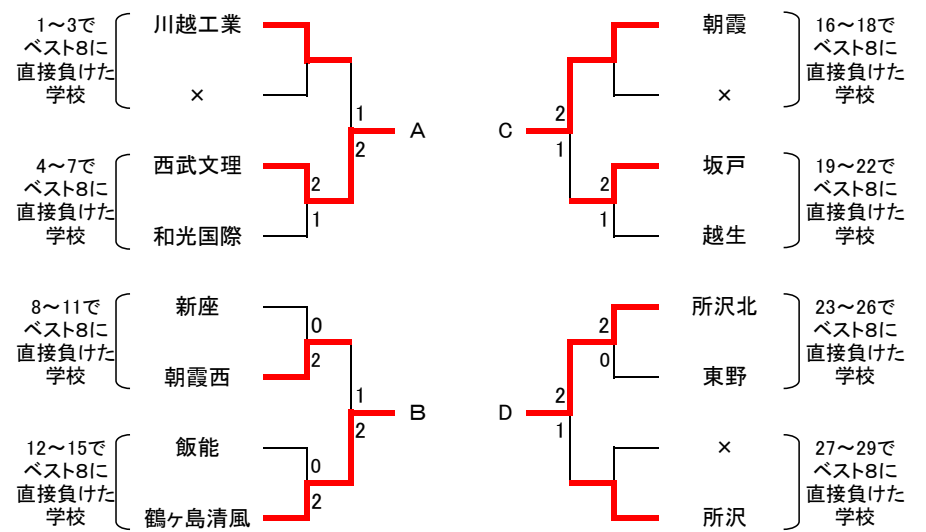 1～3で
ベスト8に
直接負けた
学校
川越工業
×
1
2
A
4～7で
ベスト8に
直接負けた
学校
西武文理
和光国際
2
1
8～11で
ベスト8に
直接負けた
学校
新座
朝霞西
0
2
1
2
B
12～15で
ベスト8に
直接負けた
学校
飯能
鶴ヶ島清風
0
2
朝霞
×
16～18で
ベスト8に
直接負けた
学校
C
2
1
坂戸
越生
2
1
19～22で
ベスト8に
直接負けた
学校
所沢北
東野
2
0
23～26で
ベスト8に
直接負けた
学校
D
2
1
×
所沢
27～29で
ベスト8に
直接負けた
学校